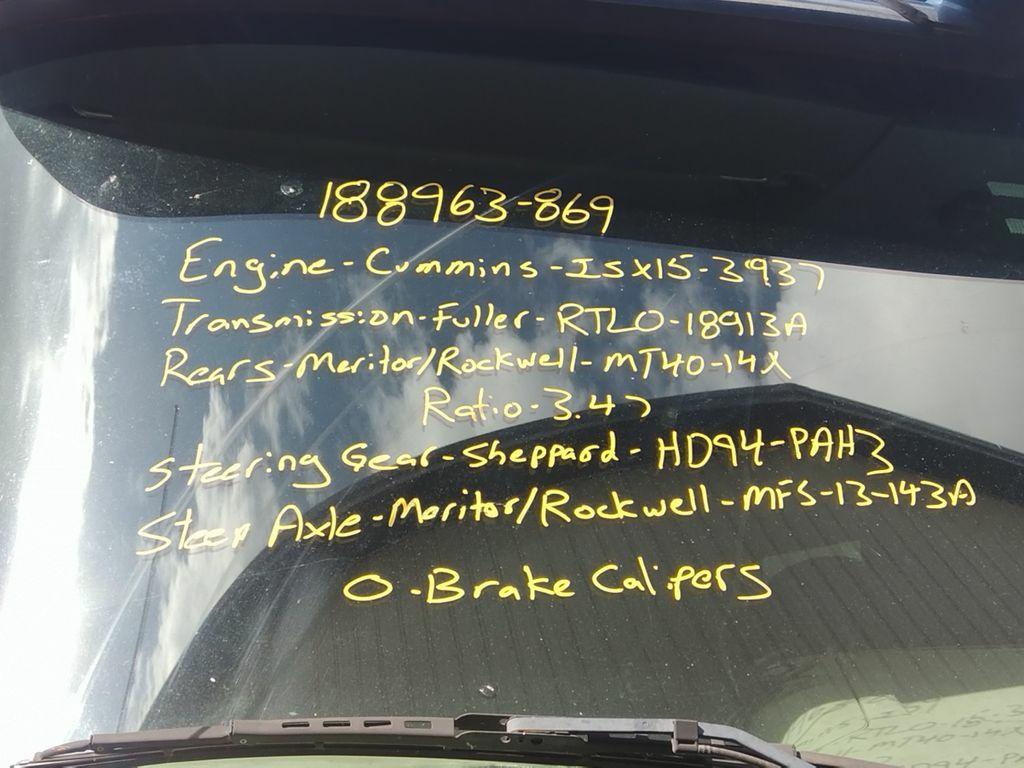 188963-869
Engine-Cummins-ISX15-3937
Transmission-Fuller-RTLO-18913A
Rears-Meritor/Rockwell-MT40-14X
Ratio-3.47
Steering Gear-Sheppard-HD94-PAH3
Steer Axle-Meritor/Rockwell-MFS-13-143A
0-Brake Calipers